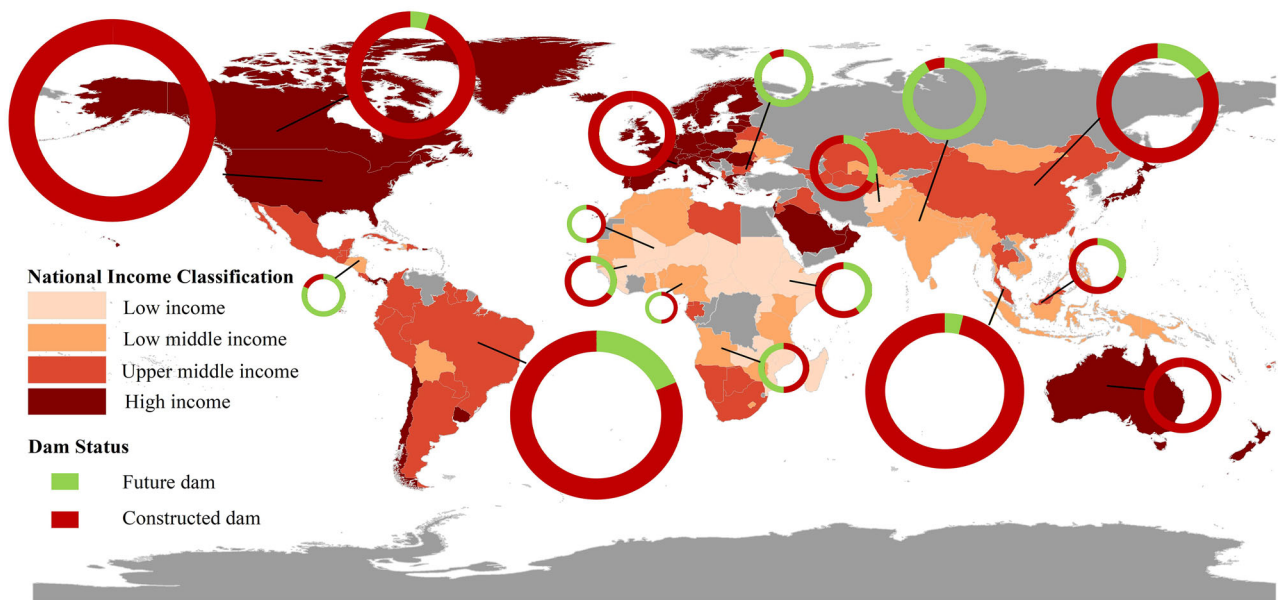 National Income Classification
Low income
Low middle income
Upper middle income
High income
Dam Status
Future dam
Constructed dam